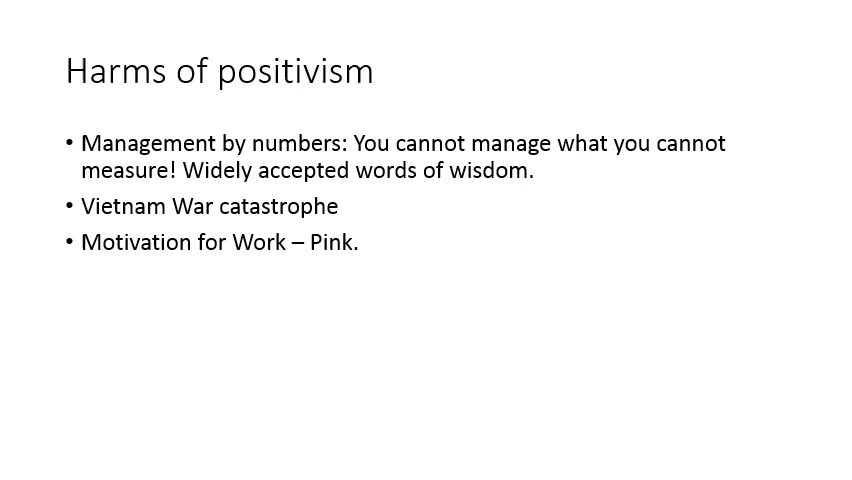 Harms of positivism
• Management by numbers: You cannot manage what you cannot
measure! Widely accepted words of wisdom.
• Vietnam War catastrophe
• Motivation for Work – Pink.